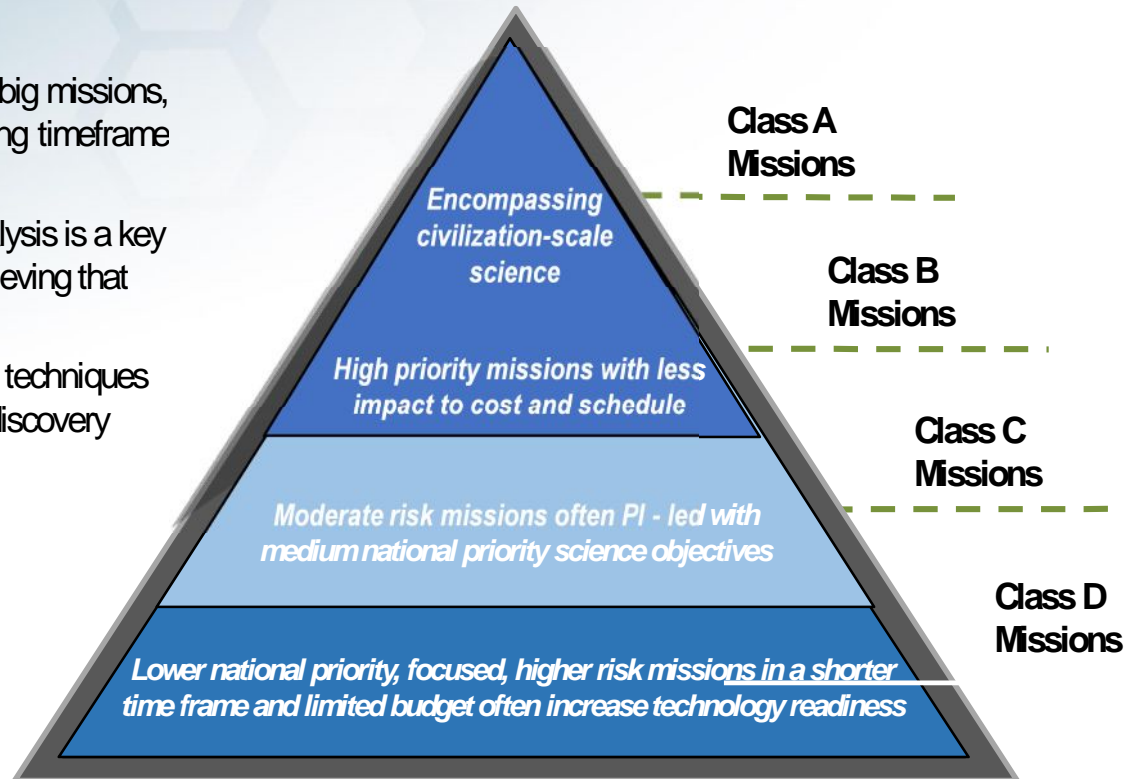 big missions,
ng timeframe
alysis is a key
eving that
techniques
discovery
Class A
Missions
Encompassing
civilization-scale
science
Class B
Missions
High priority missions with less
impact to cost and schedule
Class C
Missions
Moderate risk missions often PI - led with
medium national priority science objectives
Class D
Missions
Lower national priority, focused, higher risk missions in a shorter
time frame and limited budget often increase technology readiness